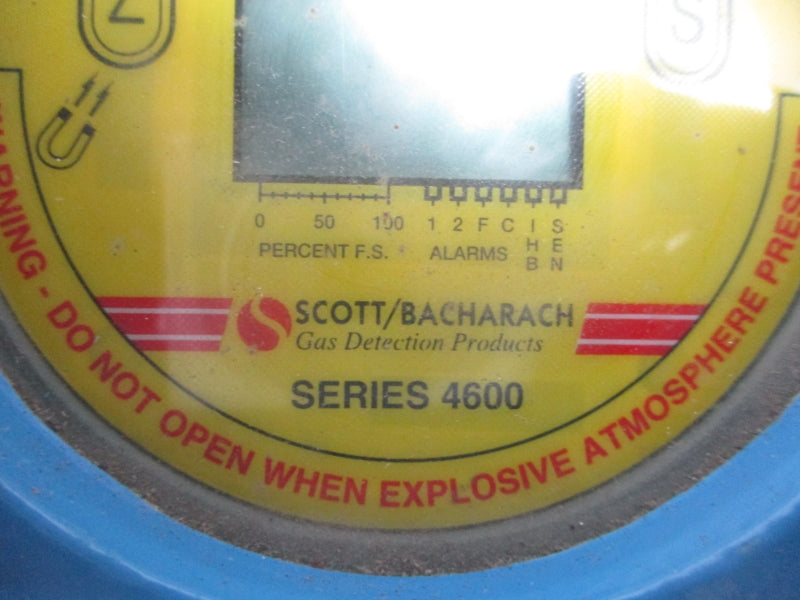 Z S
0 50 100 1 2 F C I S
H E
B N
PERCENT F.S. ALARMS
SCOTT/BACHARACH
Gas Detection Products
SERIES 4600
WARNING - DO NOT OPEN WHEN EXPLOSIVE ATMOSPHERE PRESENT